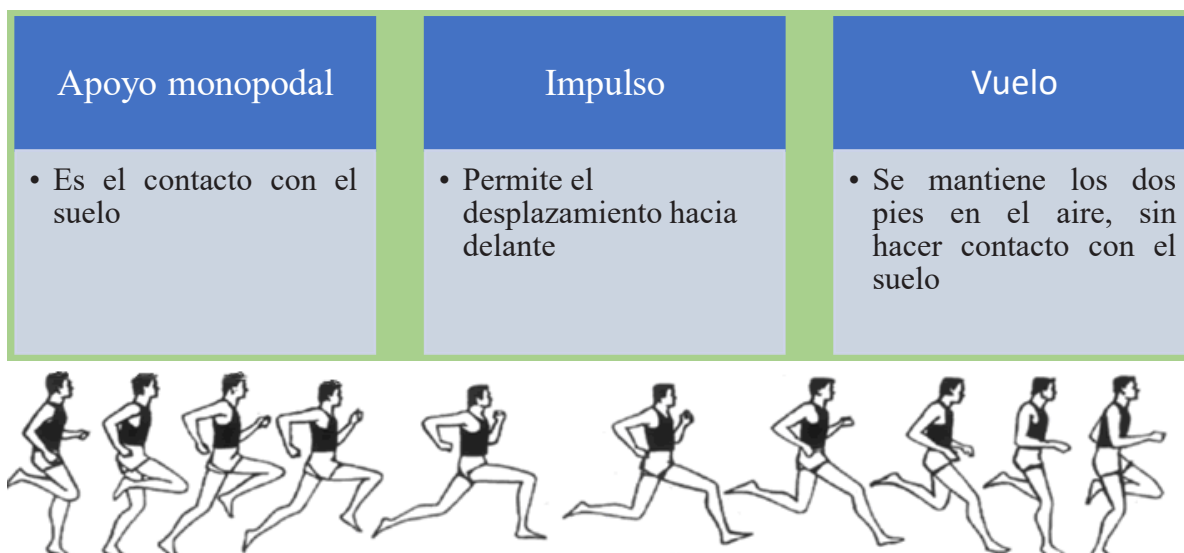 Apoyo monopodal
• Es el contacto con el
suelo
Impulso
• Permite el
desplazamiento hacia
delante
Vuelo
• Se mantiene los dos
pies en el aire, sin
hacer contacto con el
suelo